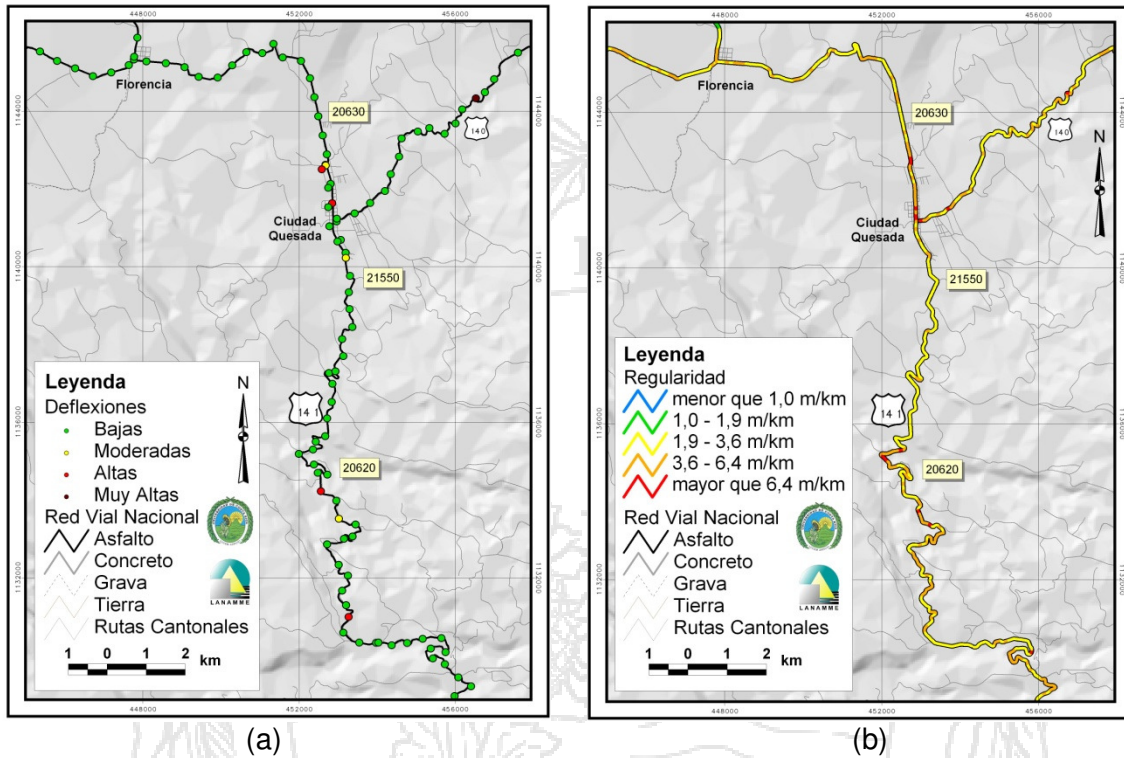 448000
452000
456000
Florencia
20630
140
1144000
Ciudad
Quesada
1140000
21550
Leyenda
Deflexiones
Bajas
Moderadas
Altas
Muy Altas
Red Vial Nacional
Asfalto
Concreto
Grava
Tierra
Rutas Cantonales
LANAMME
N
1 0 1 2 km
141
1136000
20620
1132000
448000
452000
456000
(a)
448000
452000
456000
1144000
Florencia
20630
140
1144000
N
Ciudad
Quesada
1140000
21550
1140000
Leyenda
Regularidad
menor que 1,0 m/km
1,0 - 1,9 m/km
1,9 - 3,6 m/km
3,6 - 6,4 m/km
mayor que 6,4 m/km
Red Vial Nacional
Asfalto
Concreto
Grava
Tierra
Rutas Cantonales
LANAMME
1 0 1 2 km
14 1
1136000
20620
1132000
448000
452000
456000
(b)